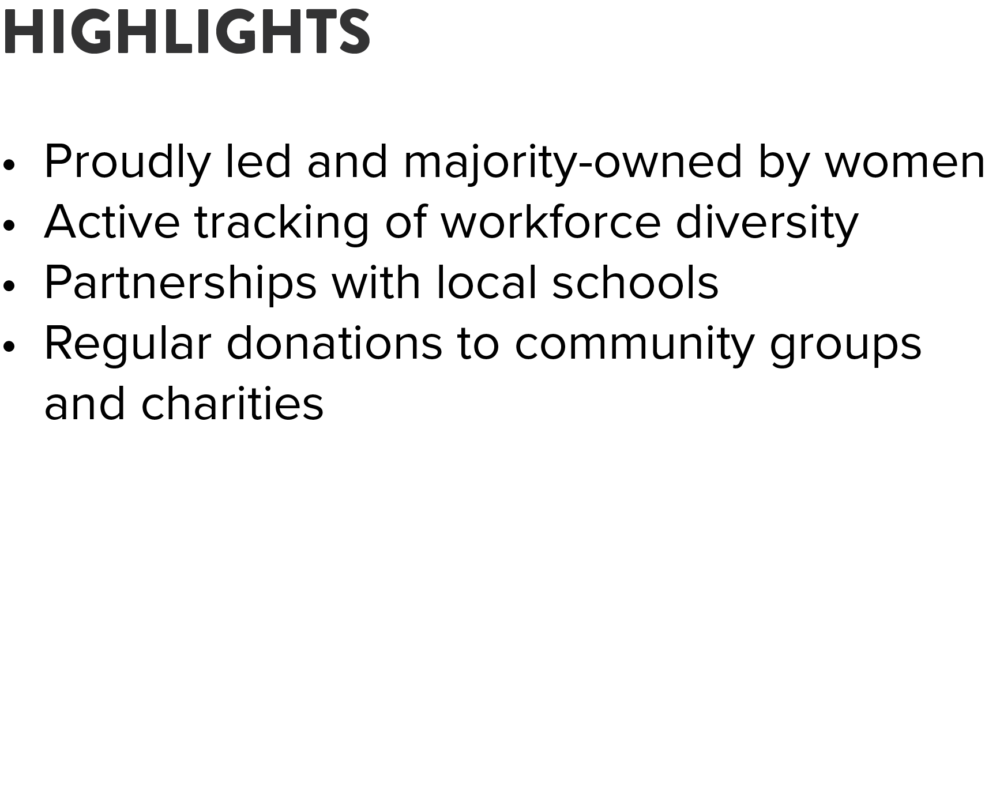 HIGHLIGHTS
• Proudly led and majority-owned by women
• Active tracking of workforce diversity
• Partnerships with local schools
• Regular donations to community groups
and charities